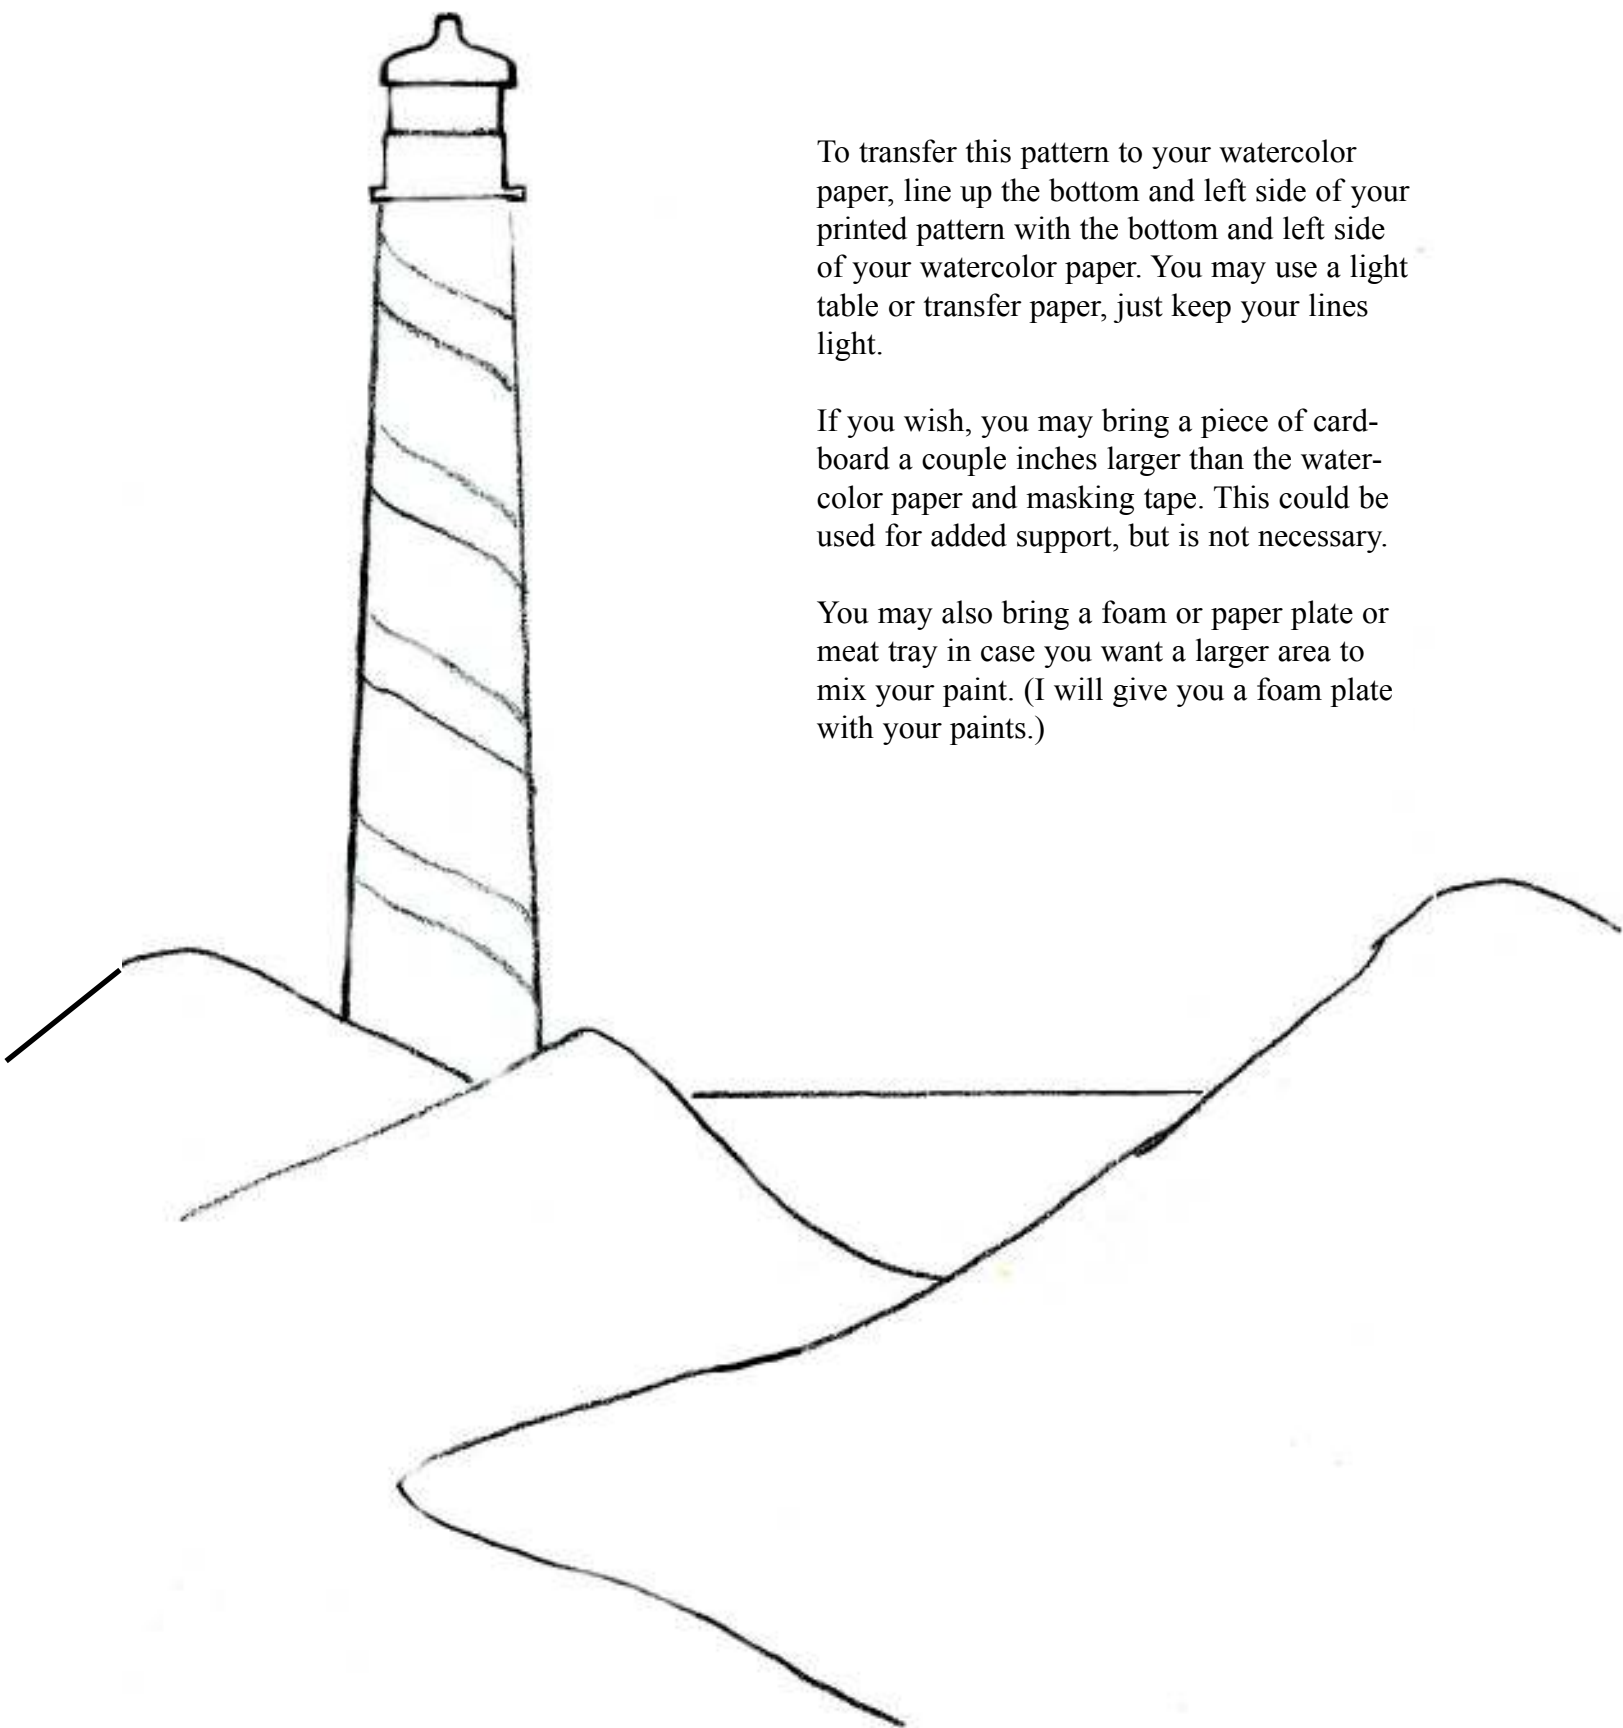 To transfer this pattern to your watercolor
paper, line up the bottom and left side of your
printed pattern with the bottom and left side
of your watercolor paper. You may use a light
table or transfer paper, just keep your lines
light.
If you wish, you may bring a piece of card-
board a couple inches larger than the water-
color paper and masking tape. This could be
used for added support, but is not necessary.
You may also bring a foam or paper plate or
meat tray in case you want a larger area to
mix your paint. (I will give you a foam plate
with your paints.)